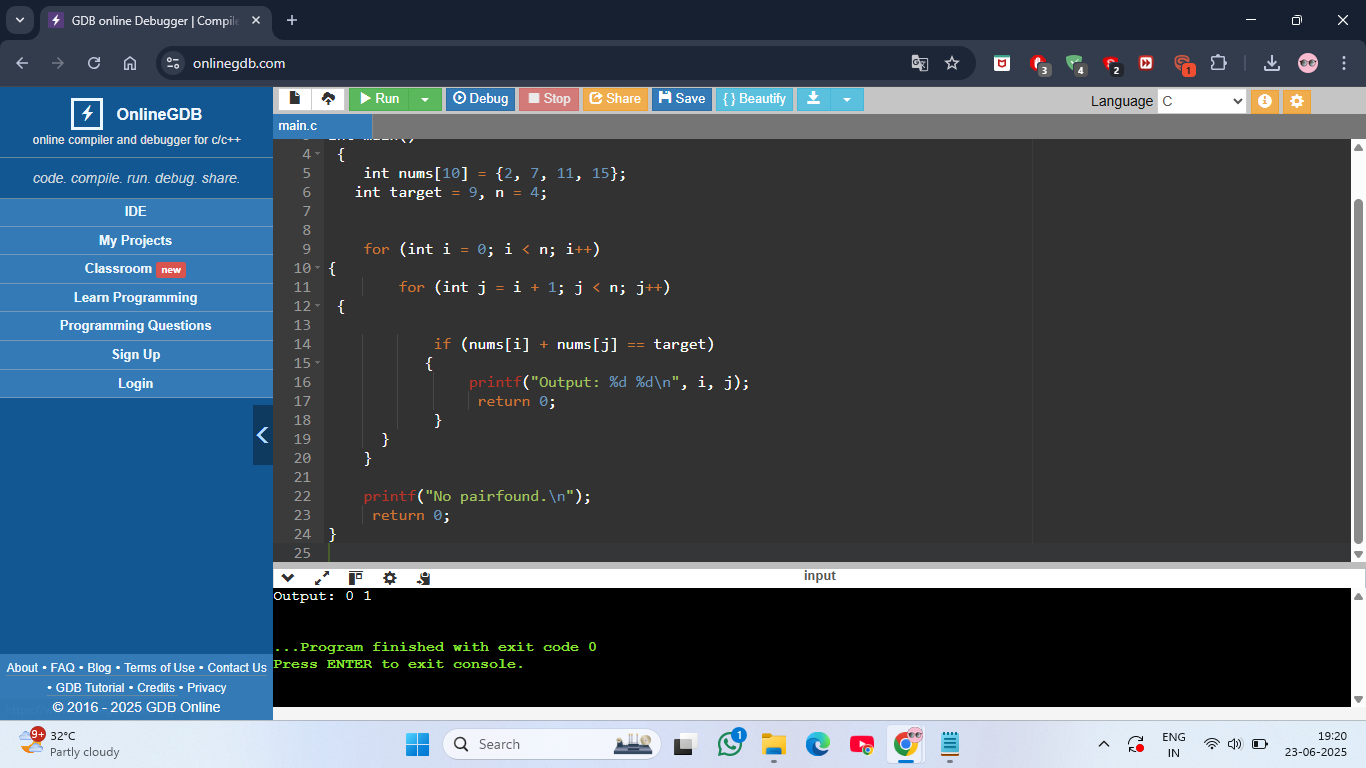 GDB online Debugger | Compile
onlinegdb.com
3
4
2
1
OnlineGDB
online compiler and debugger for c/c++
code. compile. run. debug. share.
IDE
My Projects
Classroom new
Learn Programming
Programming Questions
Sign Up
Login
About • FAQ • Blog • Terms of Use • Contact Us
• GDB Tutorial • Credits • Privacy
© 2016 - 2025 GDB Online
Run Debug Stop Share Save { } Beautify
Language C
main.c
int main()
4 {
5 int nums[10] = {2, 7, 11, 15};
6 int target = 9, n = 4;
7
8
9 for (int i = 0; i < n; i++)
10 {
11 for (int j = i + 1; j < n; j++)
12 {
13
14 if (nums[i] + nums[j] == target)
15 {
16 printf("Output: %d %d\n", i, j);
17 return 0;
18 }
19 }
20 }
21
22 printf("No pairfound.\n");
23 return 0;
24 }
25
input
Output: 0 1
...Program finished with exit code 0
Press ENTER to exit console.
9+
32°C
Partly cloudy
Search
1
ENG
IN
19:20
23-06-2025